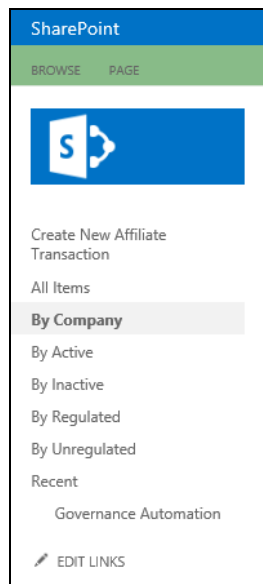 SharePoint
BROWSE PAGE
S
Create New Affiliate
Transaction
All Items
By Company
By Active
By Inactive
By Regulated
By Unregulated
Recent
Governance Automation
EDIT LINKS